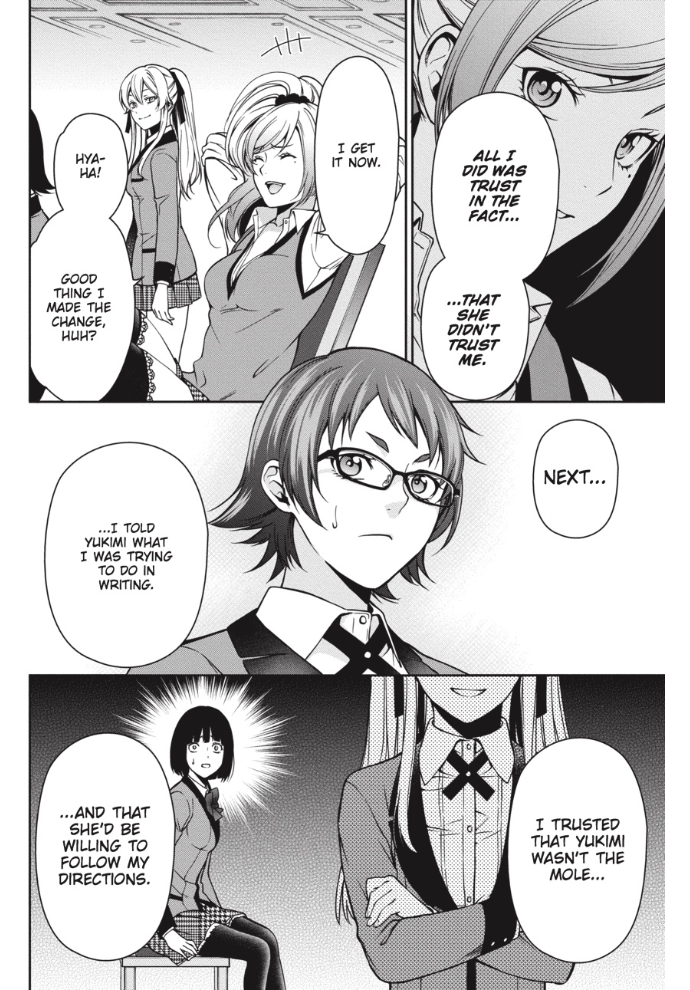 ALL I
DID WAS
TRUST
IN THE
FACT...
...THAT
SHE
DIDN'T
TRUST
ME.
I GET
IT NOW.
HYA-
HA!
GOOD
THING I
MADE THE
CHANGE,
HUH?
NEXT...
...I TOLD
YUKIMI WHAT
I WAS TRYING
TO DO IN
WRITING.
I TRUSTED
THAT YUKIMI
WASN'T THE
MOLE...
...AND THAT
SHE'D BE
WILLING TO
FOLLOW MY
DIRECTIONS.